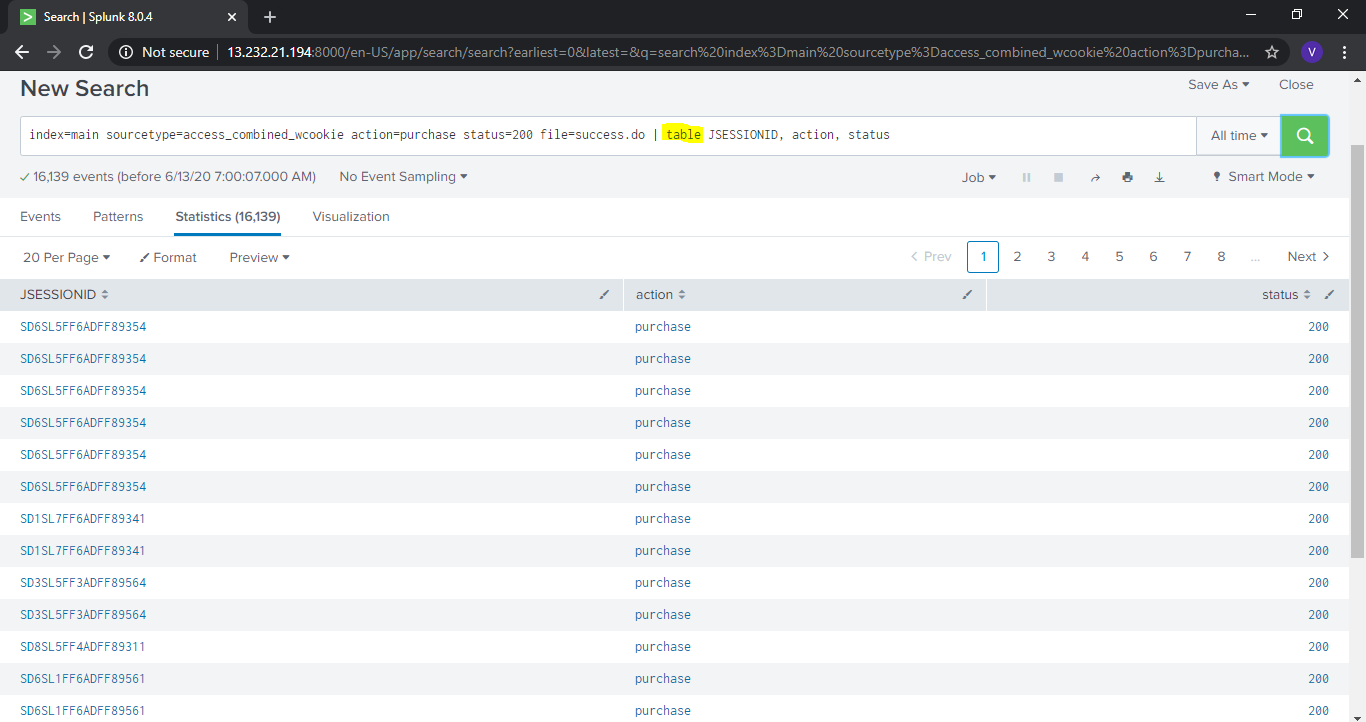 Search | Splunk 8.0.4
Not secure | 13.232.21.194:8000/en-US/app/search/search?earliest=0&latest=&q=search%20index%3Dmain%20sourcetype%3Daccess_combined_wcookie%20action%3Dpurcha... V
New Search Save As Close
index=main sourcetype=access_combined_wcookie action=purchase status=200 file=success.do | table JSESSIONID, action, status All time
16,139 events (before 6/13/20 7:00:07.000 AM) No Event Sampling Job Smart Mode
Events Patterns Statistics (16,139) Visualization
20 Per Page Format Preview < Prev 1 2 3 4 5 6 7 8 ... Next >
JSESSIONID action status
SD6SL5FF6ADFF89354 purchase 200
SD6SL5FF6ADFF89354 purchase 200
SD6SL5FF6ADFF89354 purchase 200
SD6SL5FF6ADFF89354 purchase 200
SD6SL5FF6ADFF89354 purchase 200
SD6SL5FF6ADFF89354 purchase 200
SD1SL7FF6ADFF89341 purchase 200
SD1SL7FF6ADFF89341 purchase 200
SD3SL5FF3ADFF89564 purchase 200
SD3SL5FF3ADFF89564 purchase 200
SD8SL5FF4ADFF89311 purchase 200
SD6SL1FF6ADFF89561 purchase 200
SD6SL1FF6ADFF89561 purchase 200